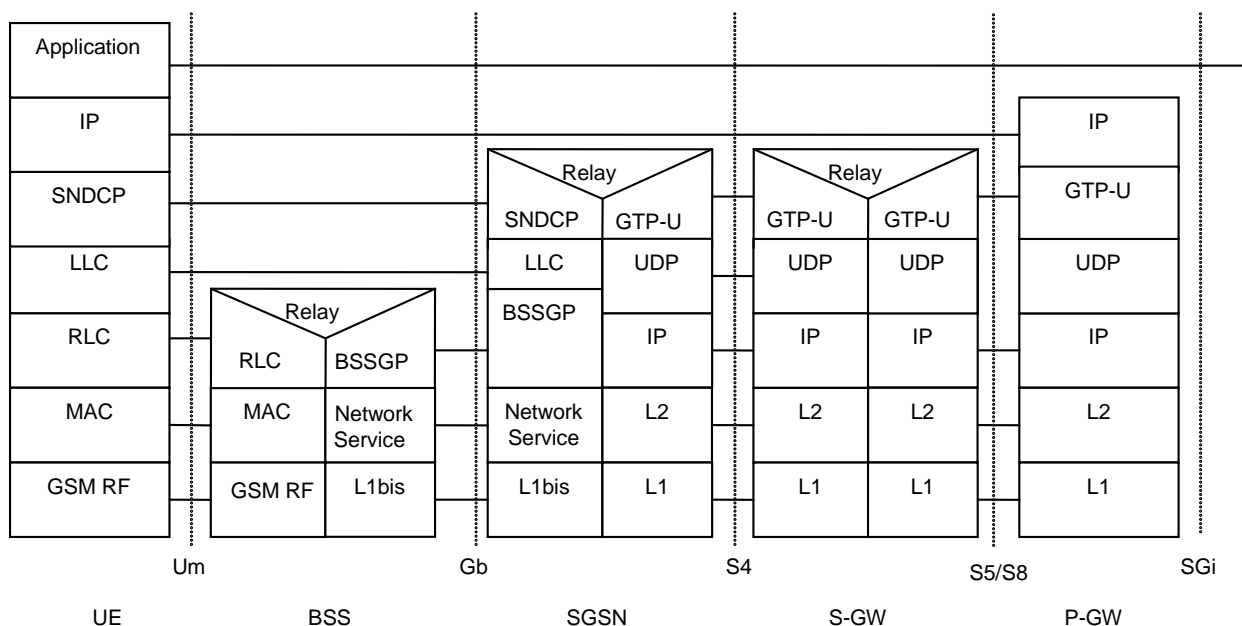 Application
IP
IP
Relay
Relay
SNDCP
GTP-U
SNDCP
GTP-U
GTP-U
GTP-U
LLC
LLC
UDP
UDP
UDP
UDP
Relay
BSSGP
RLC
IP
IP
IP
IP
RLC
BSSGP
MAC
MAC
Network
Service
Network
Service
L2
L2
L2
L2
GSM RF
GSM RF
L1bis
L1bis
L1
L1
L1
L1
Um
Gb
S4
S5/S8
SGi
UE
BSS
SGSN
S-GW
P-GW